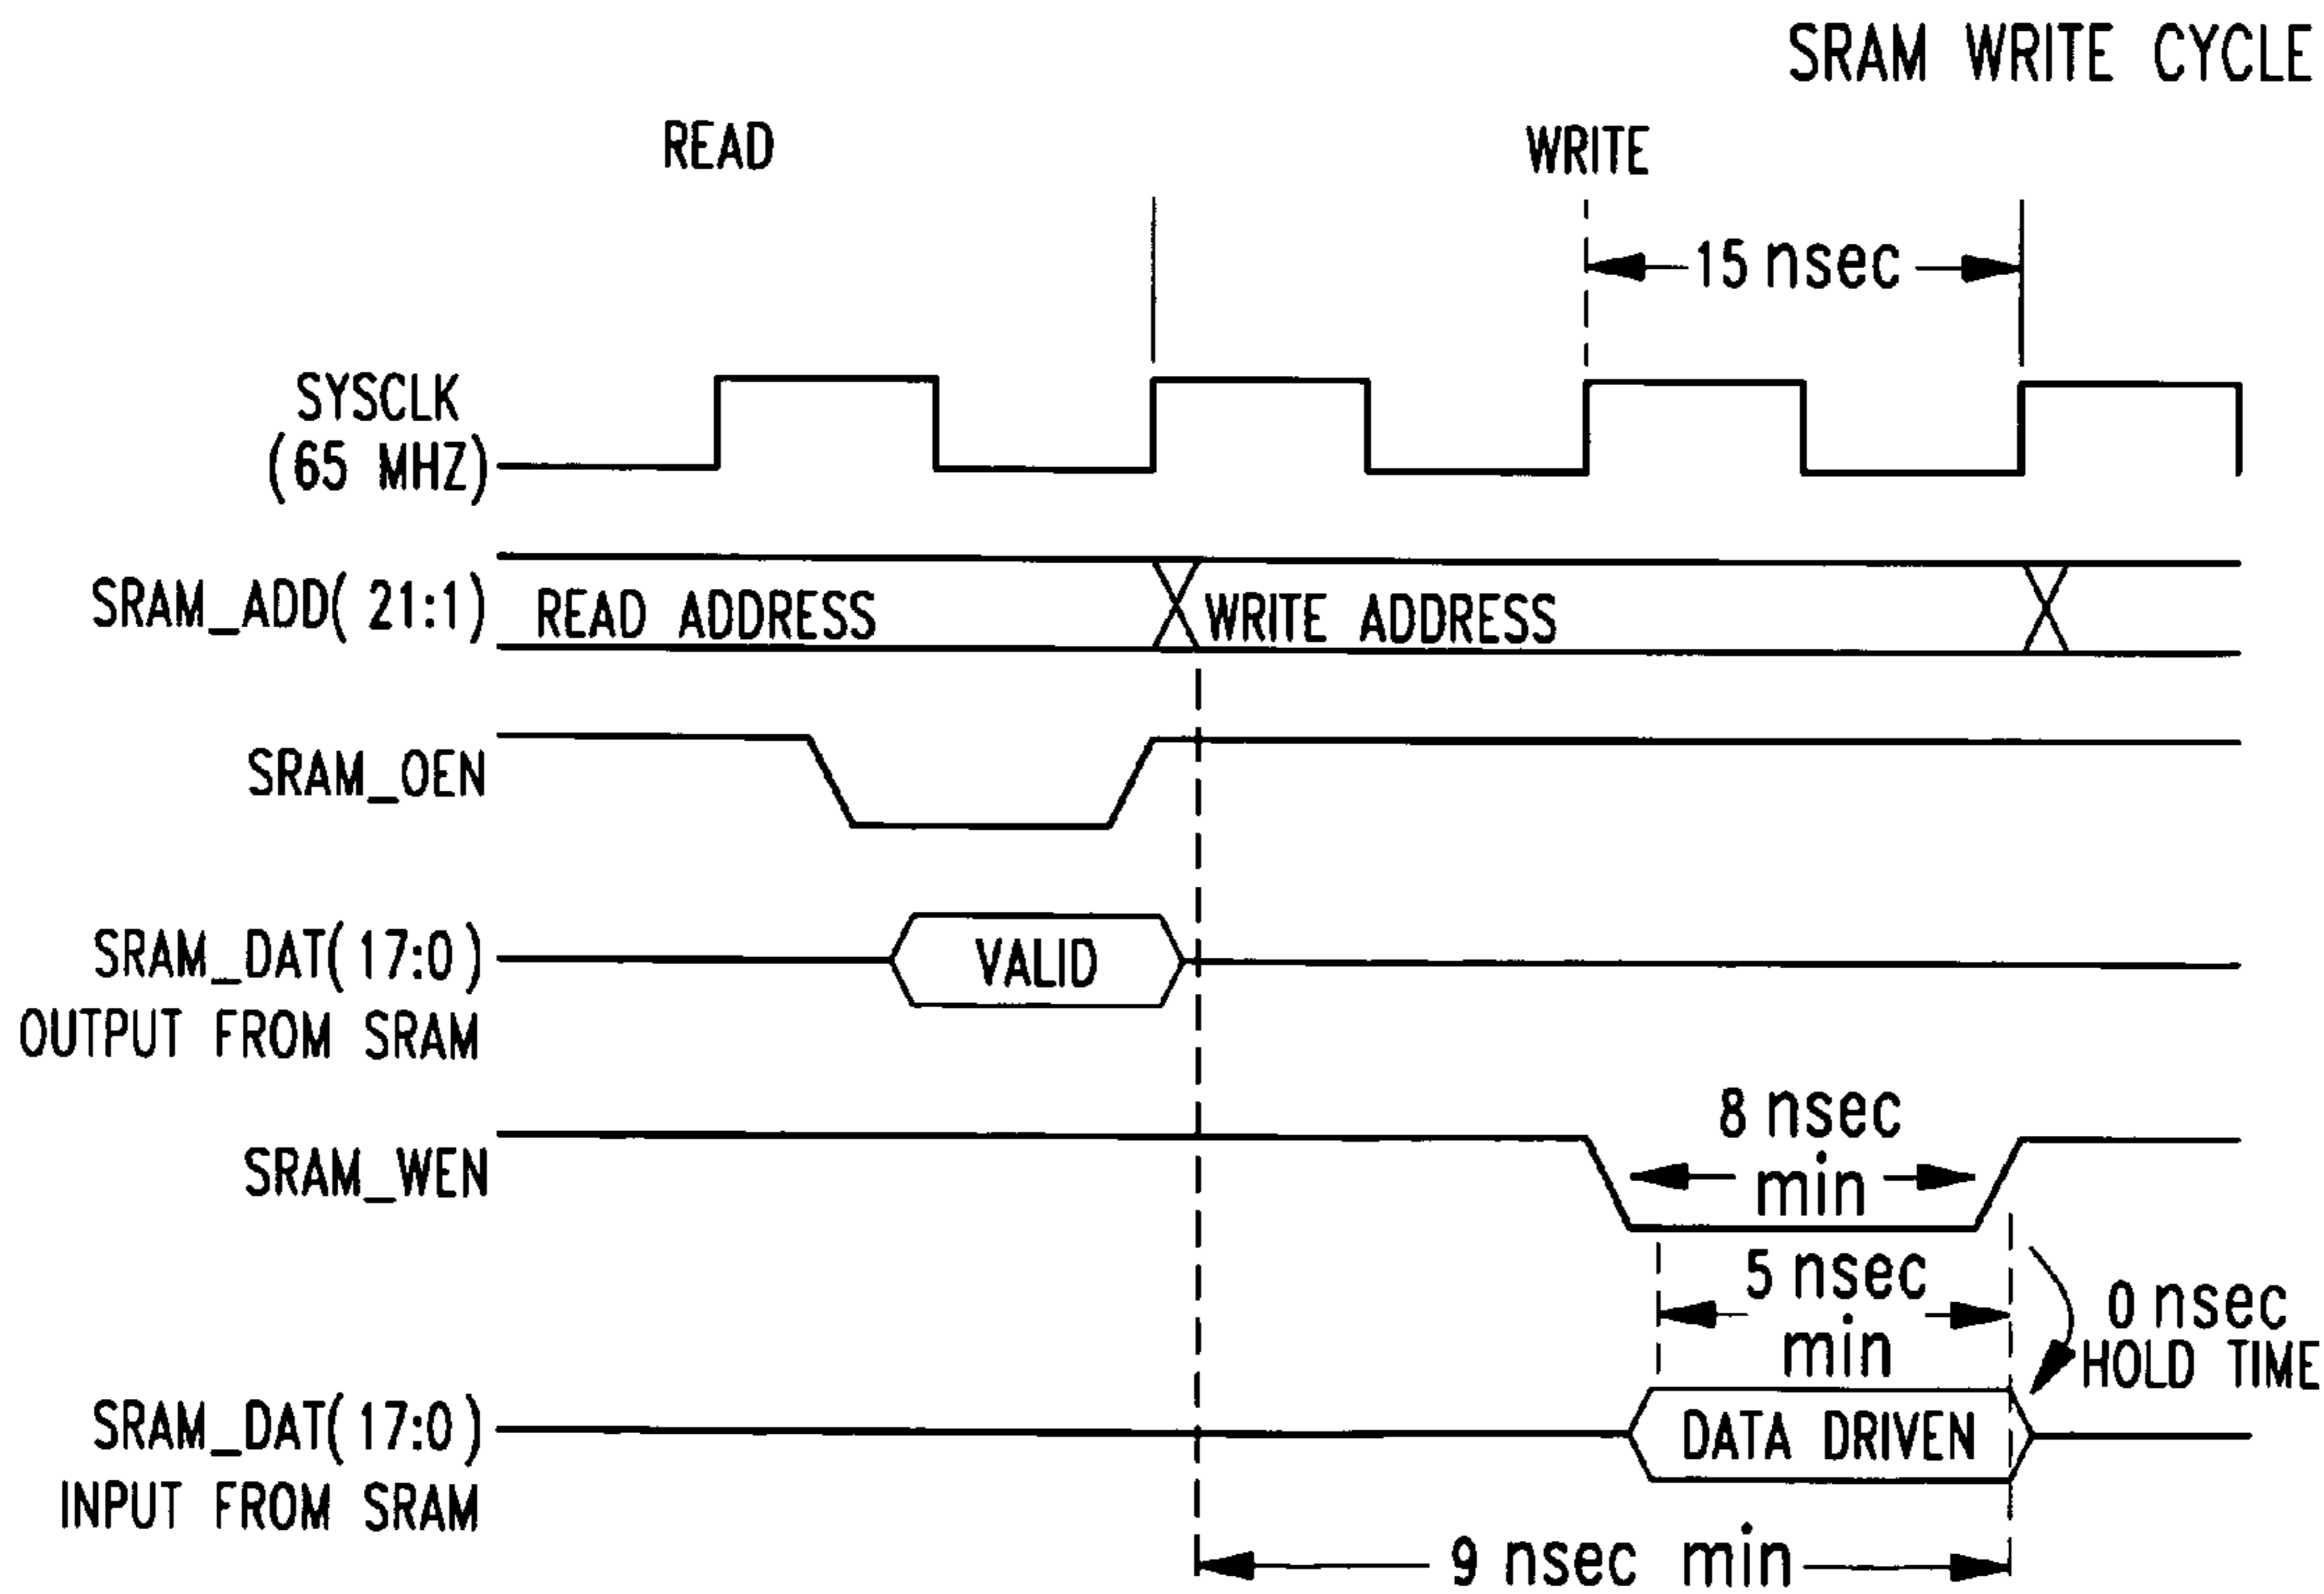 SRAM WRITE CYCLE
READ
WRITE
15 nsec
SYSCLK
(65 MHZ)
SRAM_ADD( 21:1)
READ ADDRESS
WRITE ADDRESS
SRAM_OEN
SRAM_DAT( 17:0 )
OUTPUT FROM SRAM
VALID
SRAM_WEN
8 nsec
min
5 nsec
min
0 nsec
HOLD TIME
SRAM_DAT( 17:0 )
INPUT FROM SRAM
DATA DRIVEN
9 nsec min